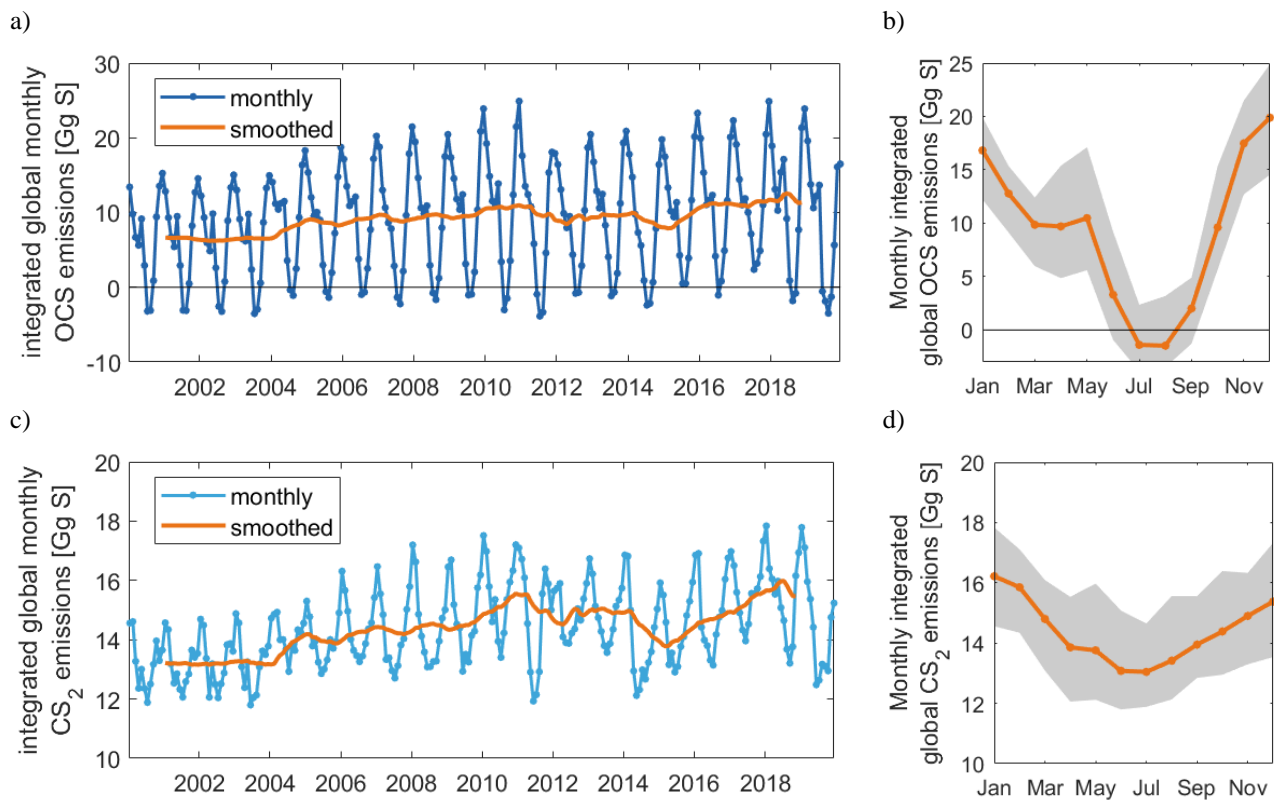 a)
integrated global monthly
OCS emissions [Gg S]
30
20
10
0
-10
monthly
smoothed
2002 2004 2006 2008 2010 2012 2014 2016 2018
b)
Monthly integrated
global OCS emissions [Gg S]
25
20
15
10
5
0
Jan Mar May Jul Sep Nov
c)
integrated global monthly
CS2 emissions [Gg S]
20
18
16
14
12
10
monthly
smoothed
2002 2004 2006 2008 2010 2012 2014 2016 2018
d)
Monthly integrated
global CS2 emissions [Gg S]
20
18
16
14
12
10
Jan Mar May Jul Sep Nov